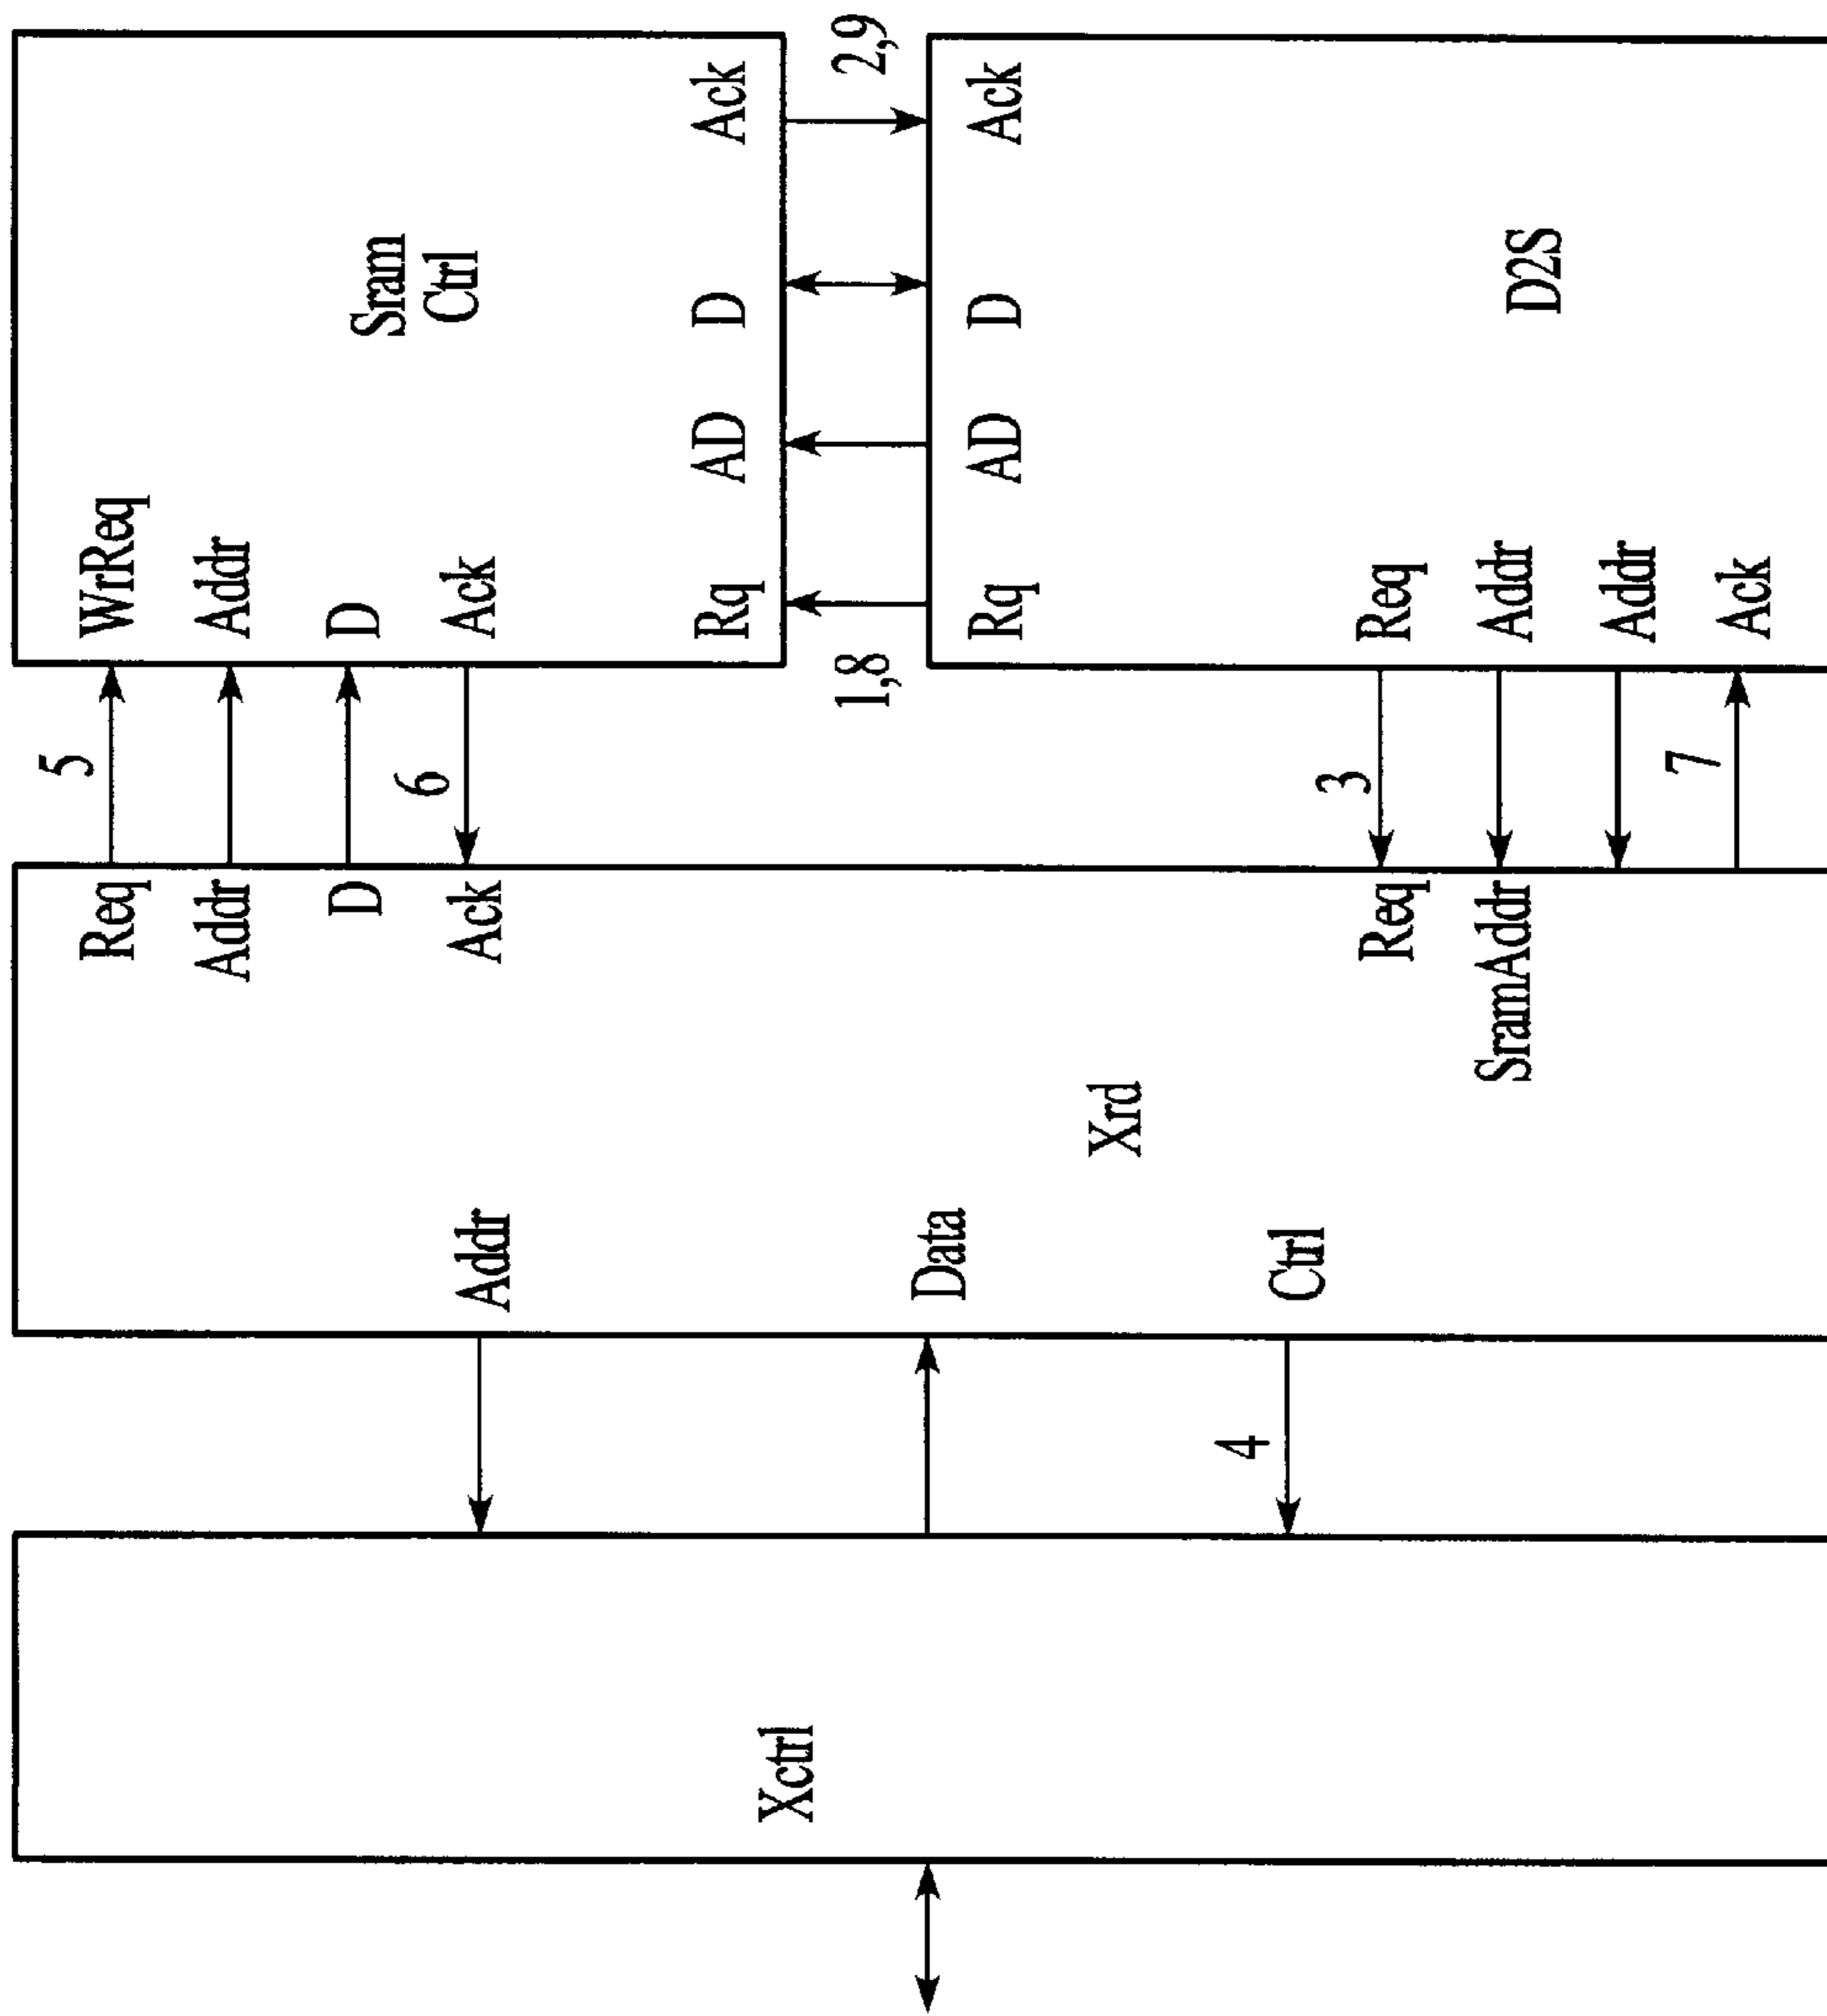 Xctrl
Addr
Data
Ctrl
4
Xrd
Req
Addr
D
Ack
Req
SramAddr
5
6
3
7
WrReq
Addr
D
Ack
Sram
Ctrl
Rq AD D Ack
1,8
2,9
Rq AD D Ack
D2S
Req
Addr
Addr
Ack